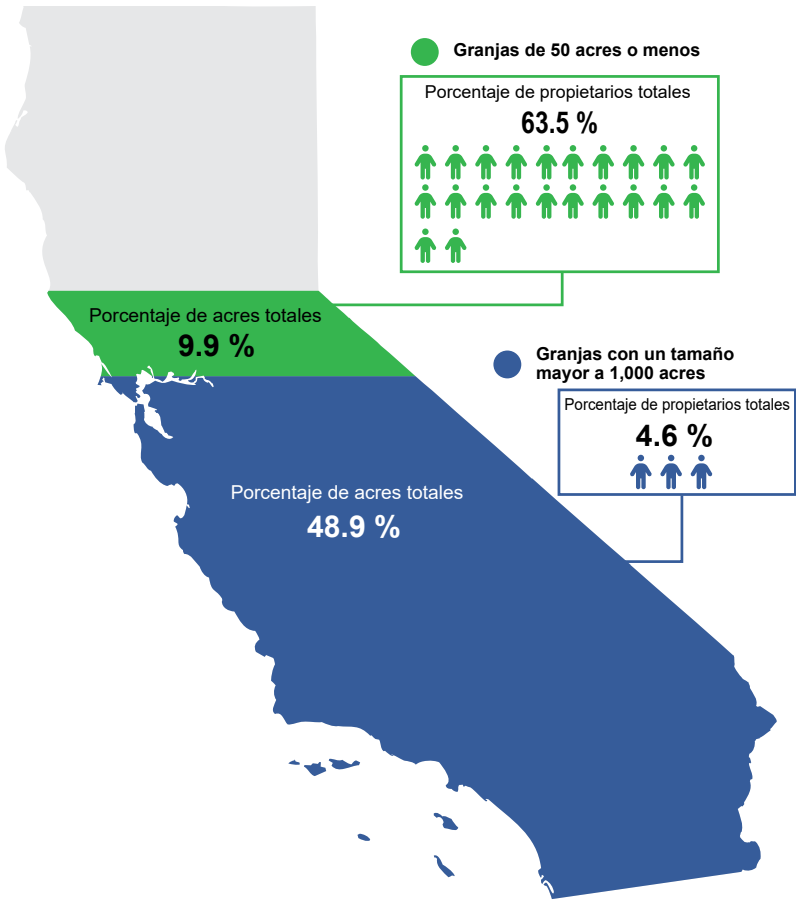 Granjas de 50 acres o menos
Porcentaje de propietarios totales
63.5 %
Porcentaje de acres totales
9.9 %
Granjas con un tamaño
mayor a 1,000 acres
Porcentaje de propietarios totales
4.6 %
Porcentaje de acres totales
48.9 %